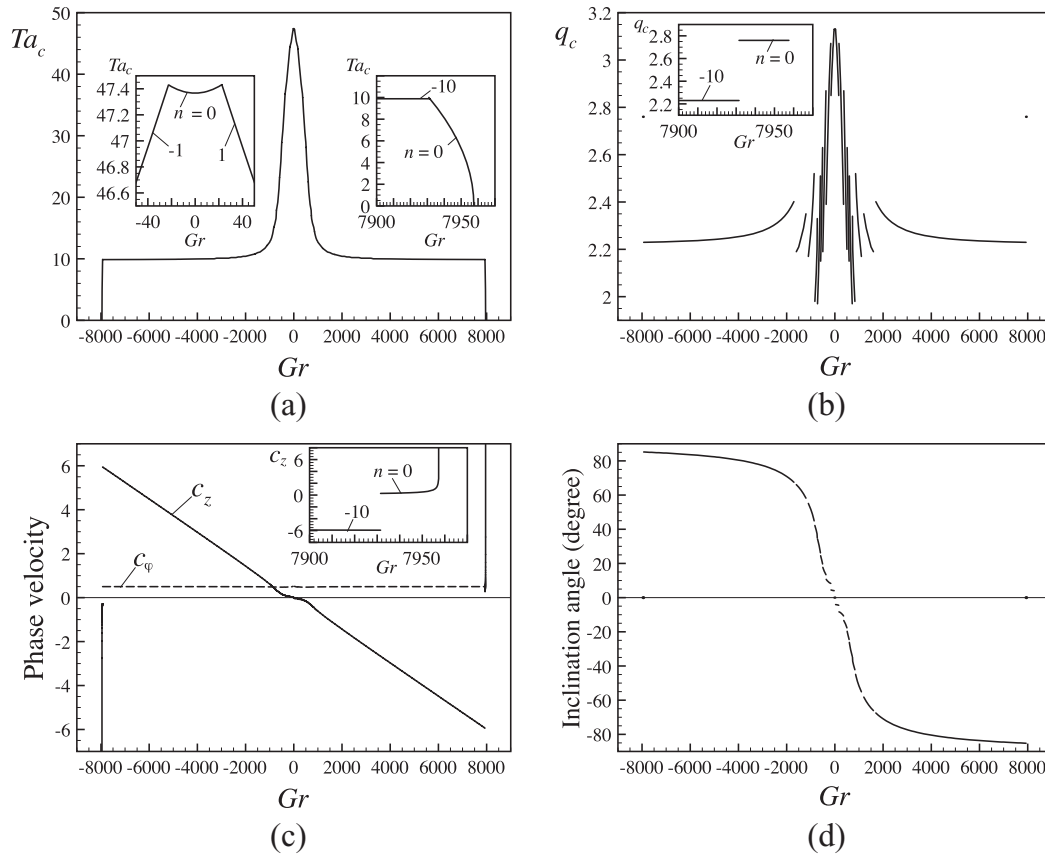 50
40
30
20
10
0
Ta_c
-8000 -6000 -4000 -2000 0 2000 4000 6000 8000
Gr
Ta_c
47.4
47.2
47
46.8
46.6
n = 0
-1
1
-40 0 40
Gr
Ta_c
10
8
6
4
2
0
-10
n = 0
7900 7950
Gr
(a)
3.2
3
2.8
2.6
2.4
2.2
2
q_c
-8000 -6000 -4000 -2000 0 2000 4000 6000 8000
Gr
q_c
2.8
2.6
2.4
2.2
n = 0
-10
7900 7950
Gr
(b)
Phase velocity
6
4
2
0
-2
-4
-6
c_z
c_φ
-8000 -6000 -4000 -2000 0 2000 4000 6000 8000
Gr
c_z
6
0
-6
n = 0
-10
7900 7950
Gr
(c)
Inclination angle (degree)
80
60
40
20
0
-20
-40
-60
-80
-8000 -6000 -4000 -2000 0 2000 4000 6000 8000
Gr
(d)